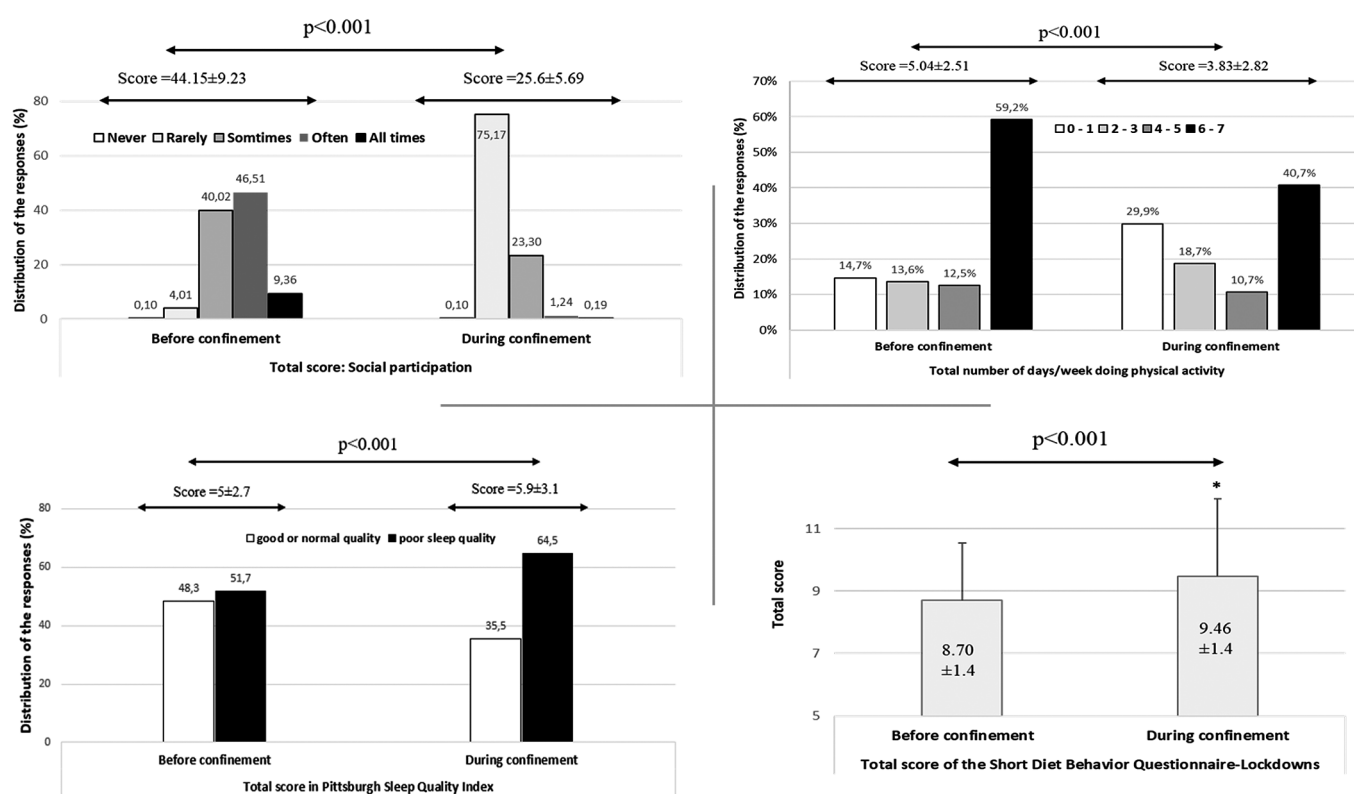 p<0.001
Score =44.15±9.23
Score =25.6±5.69
Distribution of the responses (%)
80
60
40
20
0
Never Rarely Somtimes Often All times
0,10
4,01
40,02
46,51
9,36
0,10
75,17
23,30
1,24
0,19
Before confinement
During confinement
Total score: Social participation
p<0.001
Score =5.04±2.51
Score =3.83±2.82
Distribution of the responses (%)
70%
60%
50%
40%
30%
20%
10%
0%
0 - 1 2 - 3 4 - 5 6 - 7
14,7%
13,6%
12,5%
59,2%
29,9%
18,7%
10,7%
40,7%
Before confinement
During confinement
Total number of days/week doing physical activity
p<0.001
Score =5±2.7
Score =5.9±3.1
Distribution of the responses (%)
80
60
40
20
0
good or normal quality poor sleep quality
48,3
51,7
35,5
64,5
Before confinement
During confinement
Total score in Pittsburgh Sleep Quality Index
p<0.001
*
Total score
11
9
7
5
8.70
±1.4
9.46
±1.4
Before confinement
During confinement
Total score of the Short Diet Behavior Questionnaire-Lockdowns